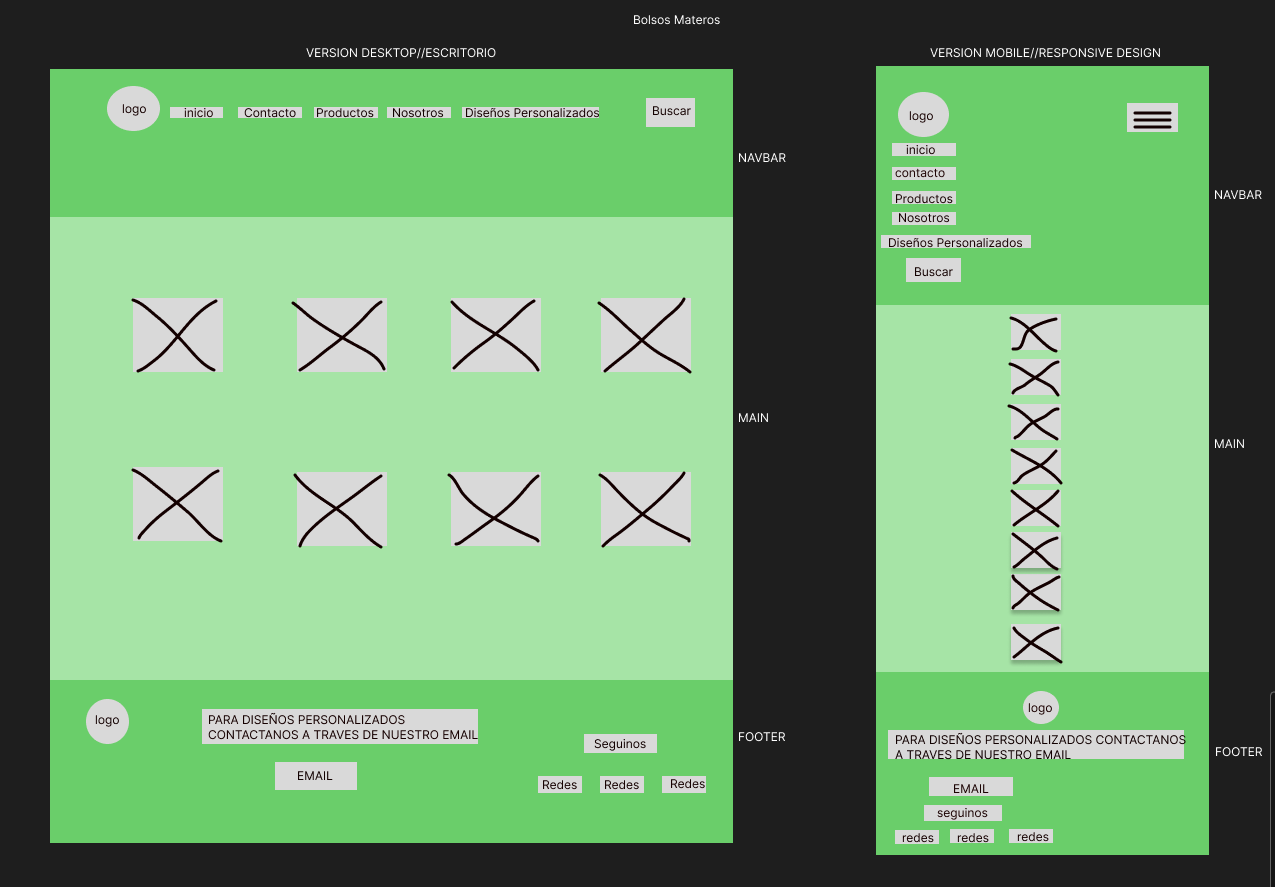 Bolsos Materos
VERSION DESKTOP//ESCRITORIO
logo
inicio
Contacto
Productos
Nosotros
Diseños Personalizados
Buscar
NAVBAR
MAIN
logo
PARA DISEÑOS PERSONALIZADOS
CONTACTANOS A TRAVES DE NUESTRO EMAIL
EMAIL
Seguinos
Redes
Redes
Redes
FOOTER
VERSION MOBILE//RESPONSIVE DESIGN
logo
inicio
contacto
Productos
Nosotros
Diseños Personalizados
Buscar
NAVBAR
MAIN
logo
PARA DISEÑOS PERSONALIZADOS CONTACTANOS
A TRAVES DE NUESTRO EMAIL
EMAIL
seguinos
redes
redes
redes
FOOTER